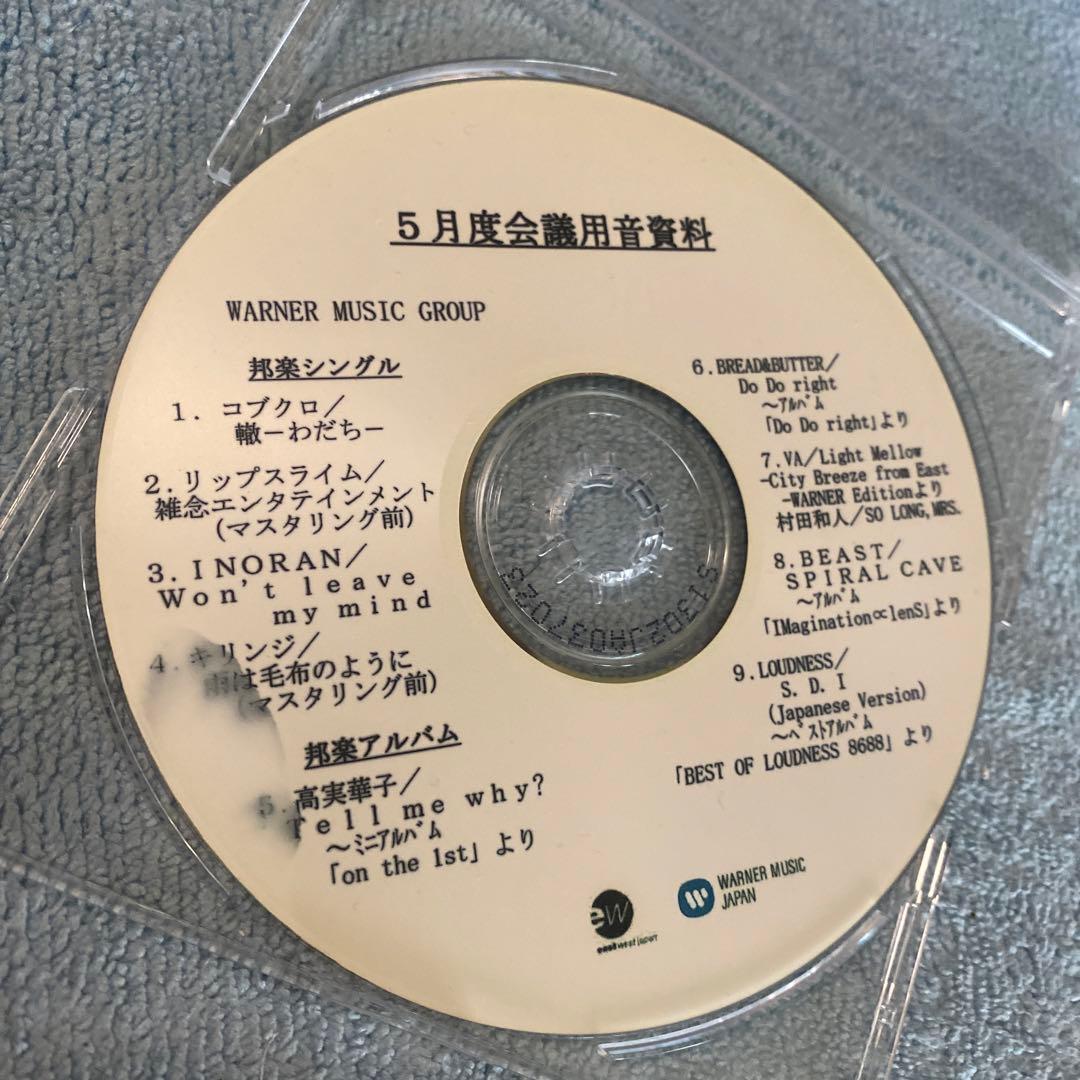 5月度会議用音資料
WARNER MUSIC GROUP
邦楽シングル
1. コブクロ/
轍ーわだちー
2.リップスライム/
雑念エンタテインメント
(マスタリング前)
3.INORAN/
Won't leave
my mind
4.キリンジ/
雨は毛布のように
(マスタリング前)
邦楽アルバム
5.高実華子/
Tell me why?
～ﾐﾆｱﾙﾊﾞﾑ
「on the 1st」より
6.BREAD&BUTTER/
Do Do right
～ｱﾙﾊﾞﾑ
「Do Do right」より
7.VA/Light Mellow
-City Breeze from East
-WARNER Editionより
村田和人/SO LONG,MRS.
8.BEAST/
SPIRAL CAVE
～ｱﾙﾊﾞﾑ
「IMagination∝lenS」より
9.LOUDNESS/
S.D.I
(Japanese Version)
～ﾍﾞｽﾄｱﾙﾊﾞﾑ
「BEST OF LOUDNESS 8688」より
ew
eastwest japan
WARNER MUSIC
JAPAN